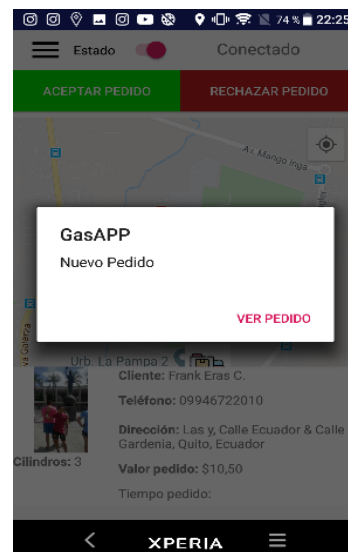 74 % 22:25
Estado Conectado
ACEPTAR PEDIDO RECHAZAR PEDIDO
Av. Mango Inga
GasAPP
Nuevo Pedido
VER PEDIDO
Urb. La Pampa 2
Cliente: Frank Eras C.
Teléfono: 09946722010
Dirección: Las y, Calle Ecuador & Calle
Gardenia, Quito, Ecuador
Cilindros: 3
Valor pedido: $10,50
Tiempo pedido:
XPERIA